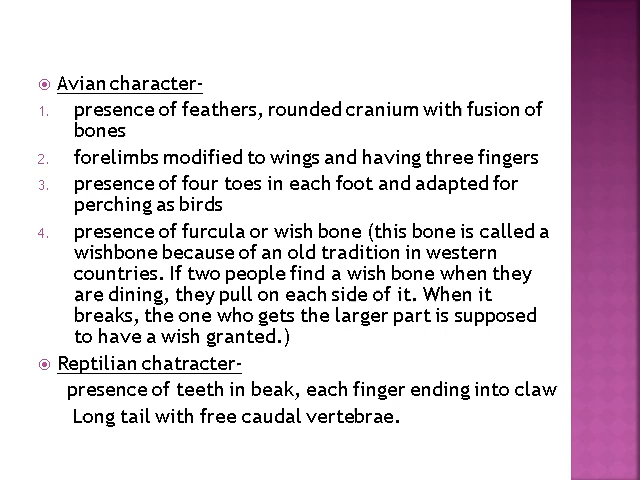 Avian character-
1. presence of feathers, rounded cranium with fusion of
bones
2. forelimbs modified to wings and having three fingers
3. presence of four toes in each foot and adapted for
perching as birds
4. presence of furcula or wish bone (this bone is called a
wishbone because of an old tradition in western
countries. If two people find a wish bone when they
are dining, they pull on each side of it. When it
breaks, the one who gets the larger part is supposed
to have a wish granted.)
Reptilian chatracter-
presence of teeth in beak, each finger ending into claw
Long tail with free caudal vertebrae.